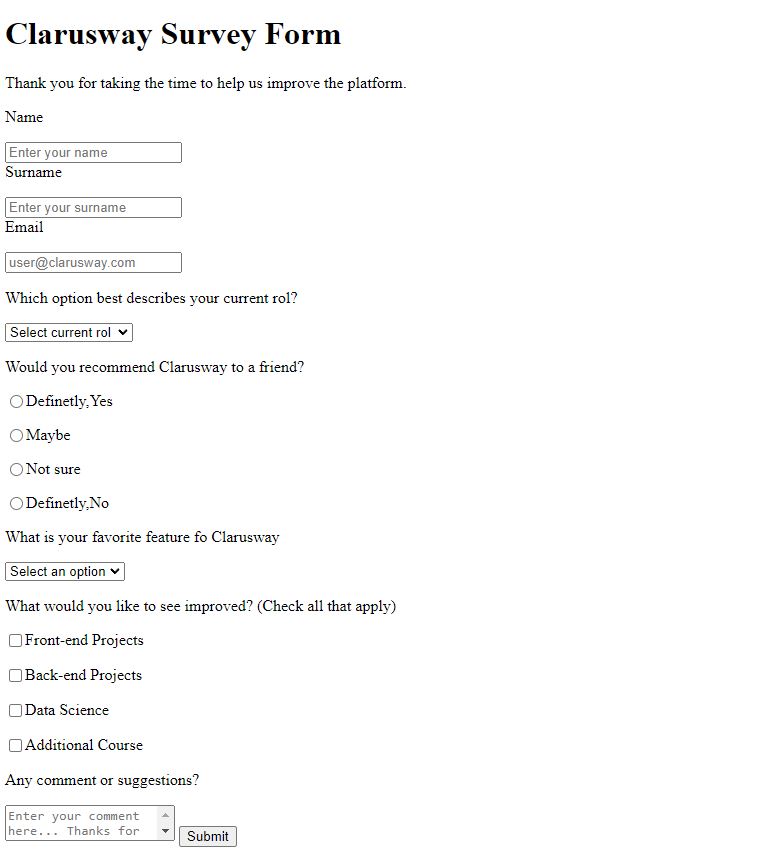 Clarusway Survey Form
Thank you for taking the time to help us improve the platform.
Name
Enter your name
Surname
Enter your surname
Email
user@clarusway.com
Which option best describes your current rol?
Select current rol
Would you recommend Clarusway to a friend?
Definetly,Yes
Maybe
Not sure
Definetly,No
What is your favorite feature fo Clarusway
Select an option
What would you like to see improved? (Check all that apply)
Front-end Projects
Back-end Projects
Data Science
Additional Course
Any comment or suggestions?
Enter your comment
here... Thanks for
Submit